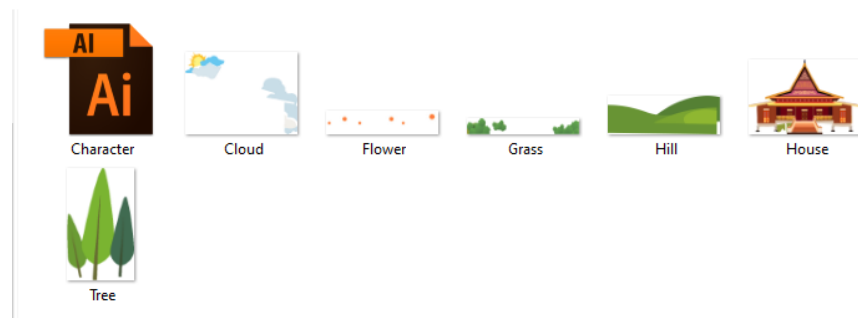 AI
Ai
Character
Cloud
Flower
Grass
Hill
House
Tree